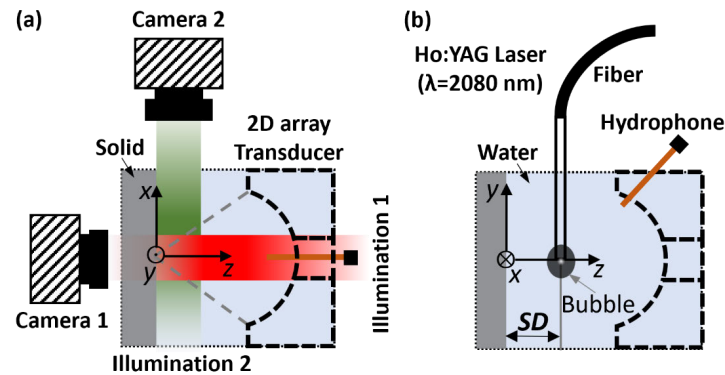 (a)
Camera 2
Solid
2D array
Transducer
x
y
z
Camera 1
Illumination 1
Illumination 2
(b)
Ho:YAG Laser
(λ=2080 nm)
Fiber
Hydrophone
Water
y
x
z
Bubble
SD